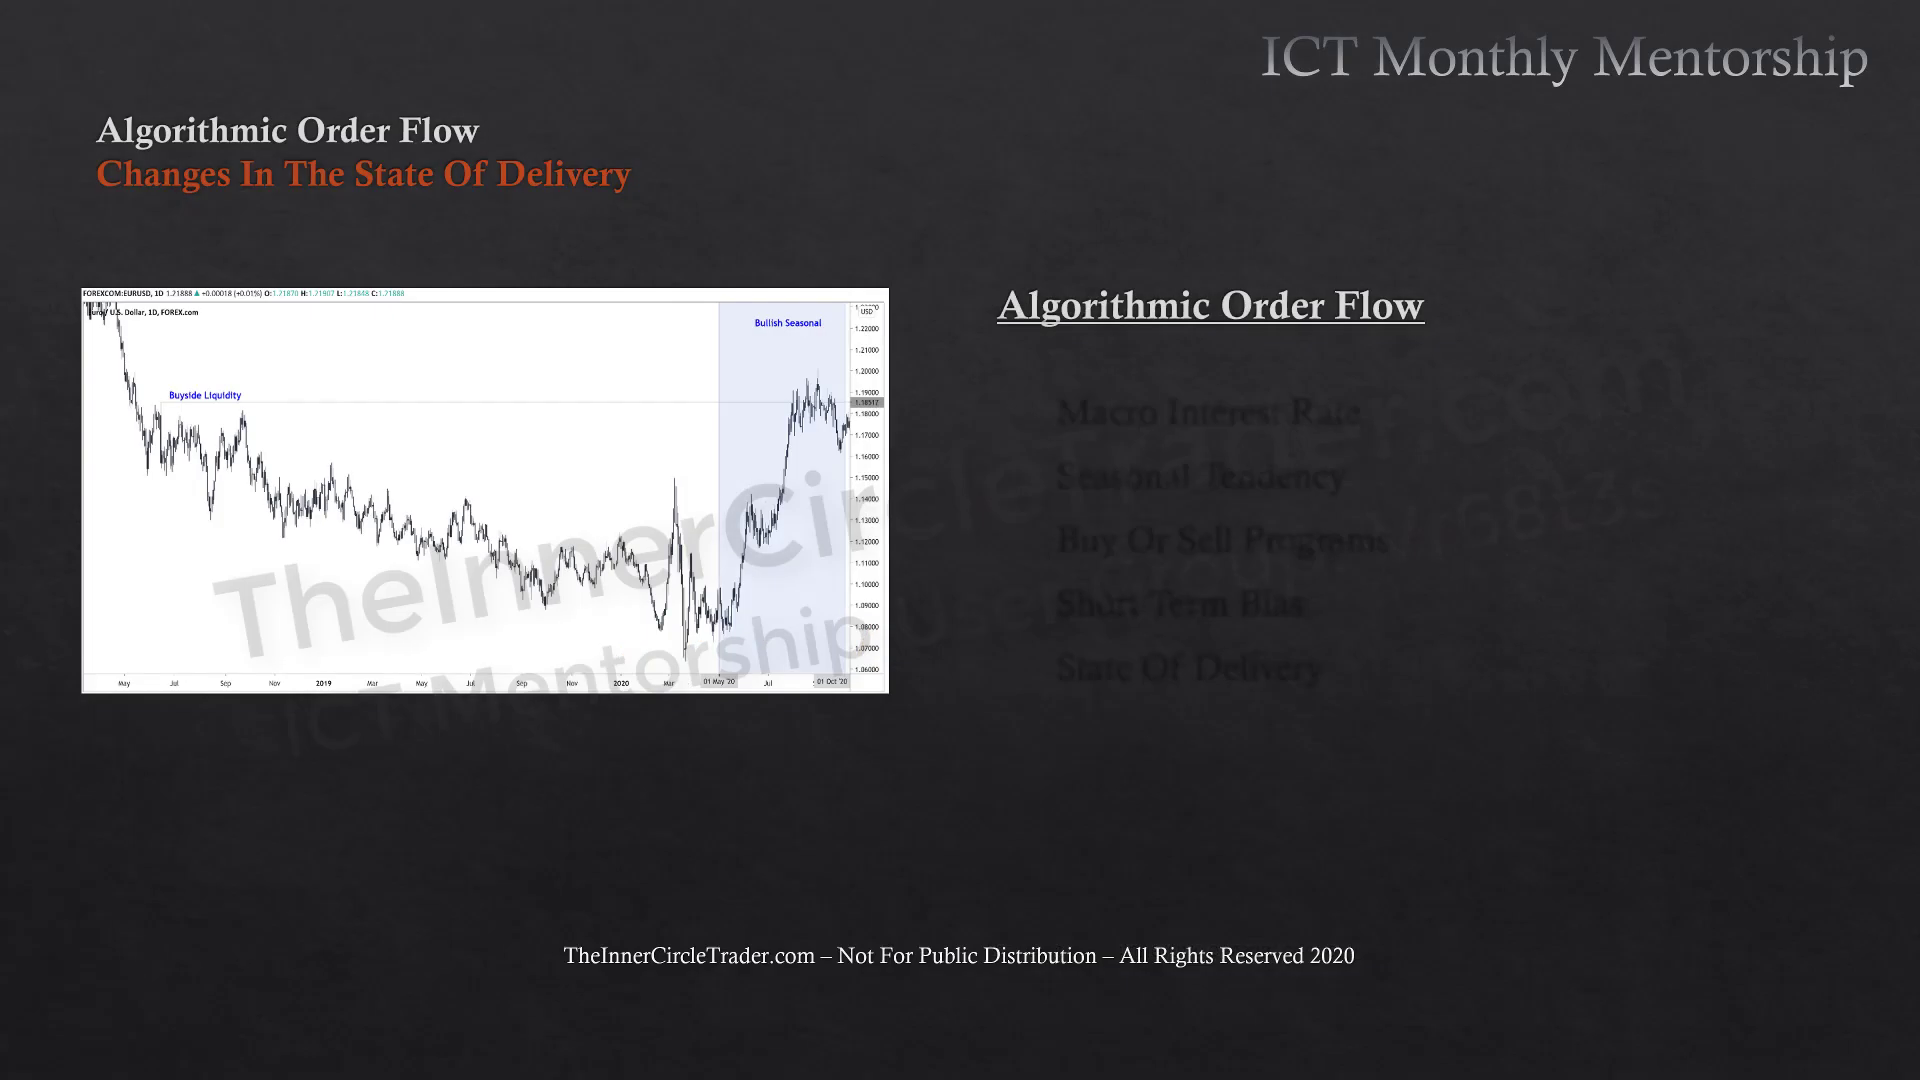 ICT Monthly Mentorship
Algorithmic Order Flow
Changes In The State Of Delivery
FOREXCOM:EURUSD, 1D 1.21888 ▲ +0.00018 (+0.01%) O:1.21870 H:1.21907 L:1.21848 C:1.21888
U.S. Dollar, 1D, FOREX.com
USD
Bullish Seasonal
Buyside Liquidity
1.22000
1.21000
1.20000
1.19000
1.18517
1.18000
1.17000
1.16000
1.15000
1.14000
1.13000
1.12000
1.11000
1.10000
1.09000
1.08000
1.07000
1.06000
May Jul Sep Nov 2019 Mar May Jul Sep Nov 2020 Mar 01 May '20 Jul 01 Oct '20
Algorithmic Order Flow
Macro Interest Rate
Seasonal Tendency
Buy Or Sell Programs
Short Term Bias
State Of Delivery
TheInnerCircleTrader.com
ICT Mentorship
TheInnerCircleTrader.com – Not For Public Distribution – All Rights Reserved 2020